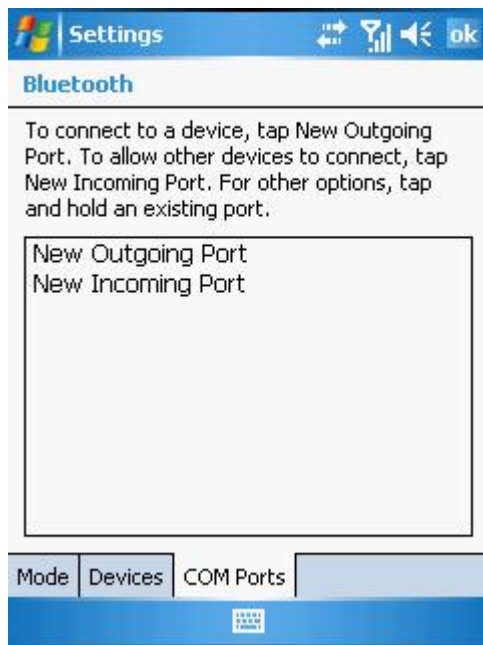 Settings
ok
Bluetooth
To connect to a device, tap New Outgoing
Port. To allow other devices to connect, tap
New Incoming Port. For other options, tap
and hold an existing port.
New Outgoing Port
New Incoming Port
Mode Devices COM Ports